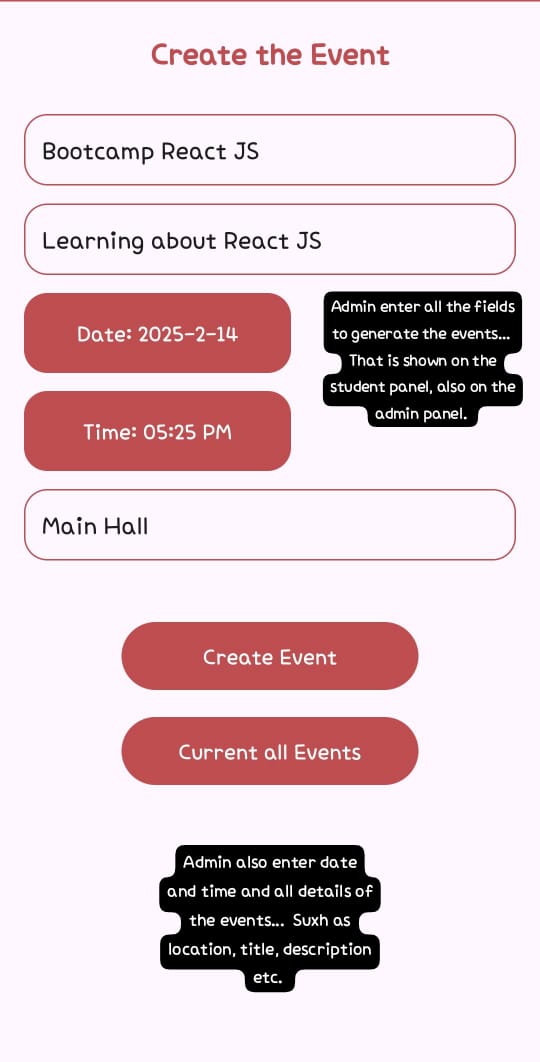 Create the Event
Bootcamp React JS
Learning about React JS
Date: 2025-2-14
Admin enter all the fields
to generate the events...
That is shown on the
student panel, also on the
admin panel.
Time: 05:25 PM
Main Hall
Create Event
Current all Events
Admin also enter date
and time and all details of
the events... Suxh as
location, title, description
etc.